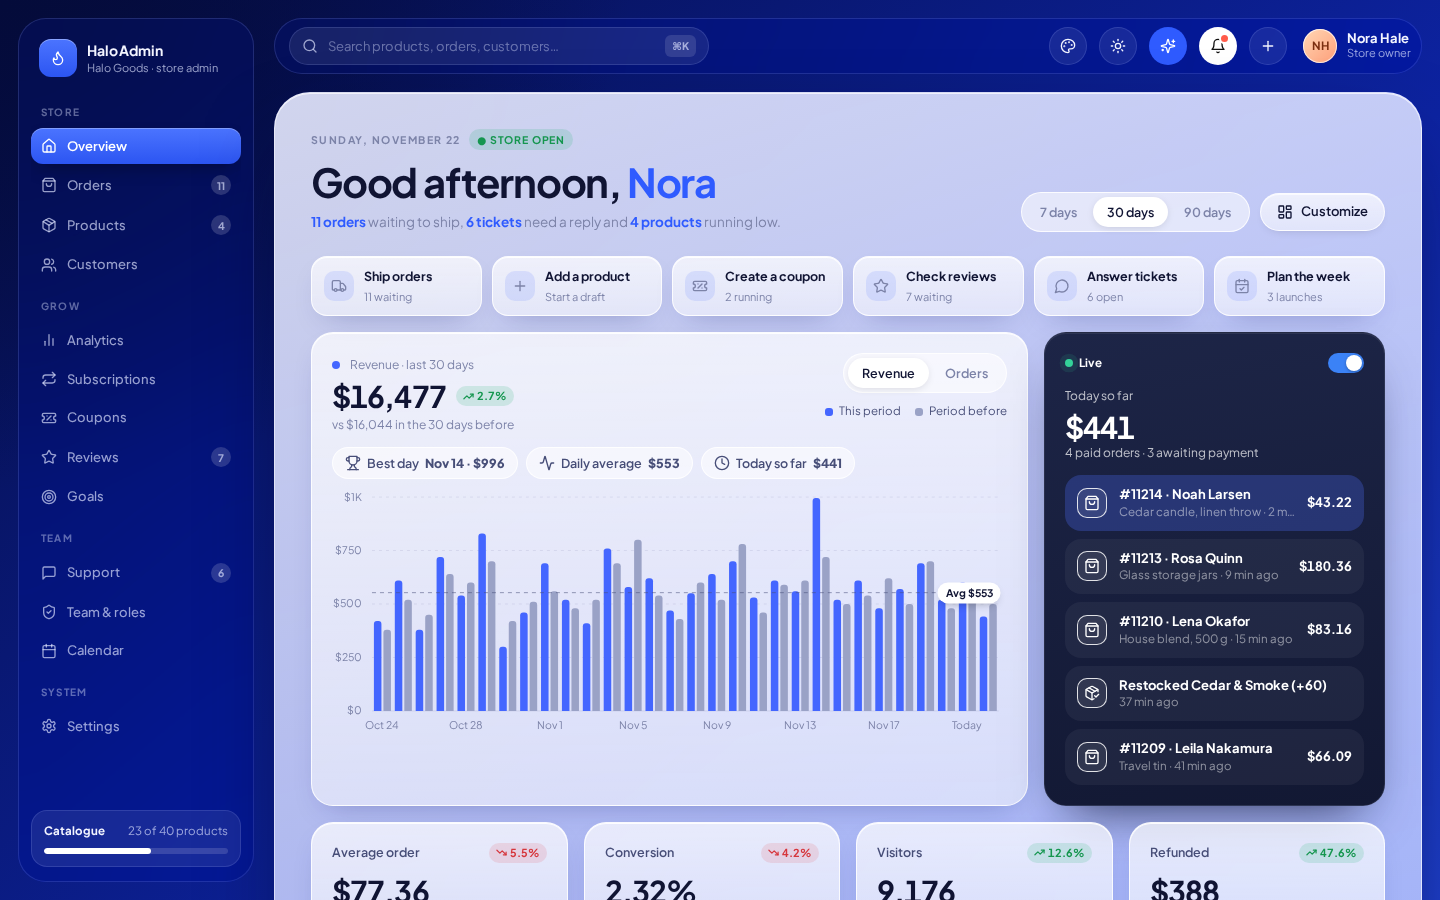 HaloAdmin
Halo Goods · store admin
STORE
Overview
Orders 11
Products 4
Customers
GROW
Analytics
Subscriptions
Coupons
Reviews 7
Goals
TEAM
Support 6
Team & roles
Calendar
SYSTEM
Settings
Catalogue 23 of 40 products
Search products, orders, customers... ⌘K
NH
Nora Hale
Store owner
SUNDAY, NOVEMBER 22 STORE OPEN
Good afternoon, Nora
11 orders waiting to ship, 6 tickets need a reply and 4 products running low.
7 days 30 days 90 days Customize
Ship orders
11 waiting
Add a product
Start a draft
Create a coupon
2 running
Check reviews
7 waiting
Answer tickets
6 open
Plan the week
3 launches
Revenue · last 30 days
$16,477 2.7%
vs $16,044 in the 30 days before
Revenue Orders
This period Period before
Best day Nov 14 · $996
Daily average $553
Today so far $441
$1K
$750
$500
$250
$0
Avg $553
Oct 24 Oct 28 Nov 1 Nov 5 Nov 9 Nov 13 Nov 17 Today
Live
Today so far
$441
4 paid orders · 3 awaiting payment
#11214 · Noah Larsen
Cedar candle, linen throw · 2 m...
$43.22
#11213 · Rosa Quinn
Glass storage jars · 9 min ago
$180.36
#11210 · Lena Okafor
House blend, 500 g · 15 min ago
$83.16
Restocked Cedar & Smoke (+60)
37 min ago
#11209 · Leila Nakamura
Travel tin · 41 min ago
$66.09
Average order 5.5%
$77.36
Conversion 4.2%
2.32%
Visitors 12.6%
9,176
Refunded 47.6%
$388